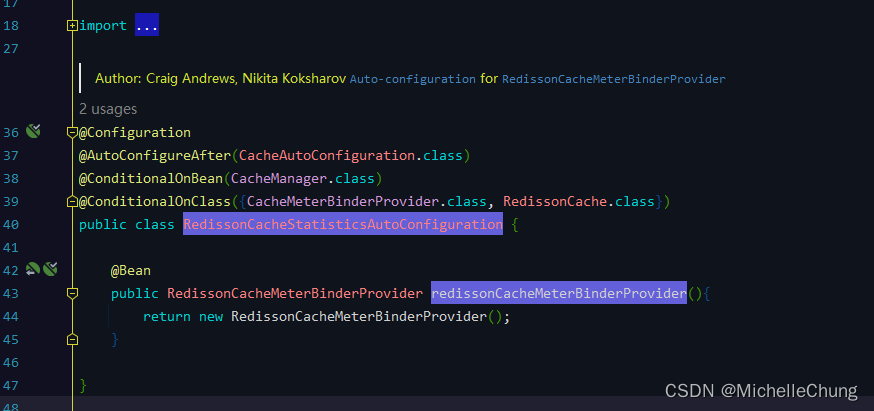 17
18 import ...
27
Author: Craig Andrews, Nikita Koksharov Auto-configuration for RedissonCacheMeterBinderProvider
2 usages
36 @Configuration
37 @AutoConfigureAfter(CacheAutoConfiguration.class)
38 @ConditionalOnBean(CacheManager.class)
39 @ConditionalOnClass({CacheMeterBinderProvider.class, RedissonCache.class})
40 public class RedissonCacheStatisticsAutoConfiguration {
41
42 @Bean
43 public RedissonCacheMeterBinderProvider redissonCacheMeterBinderProvider(){
44 return new RedissonCacheMeterBinderProvider();
45 }
46
47 }
48
CSDN @MichelleChung